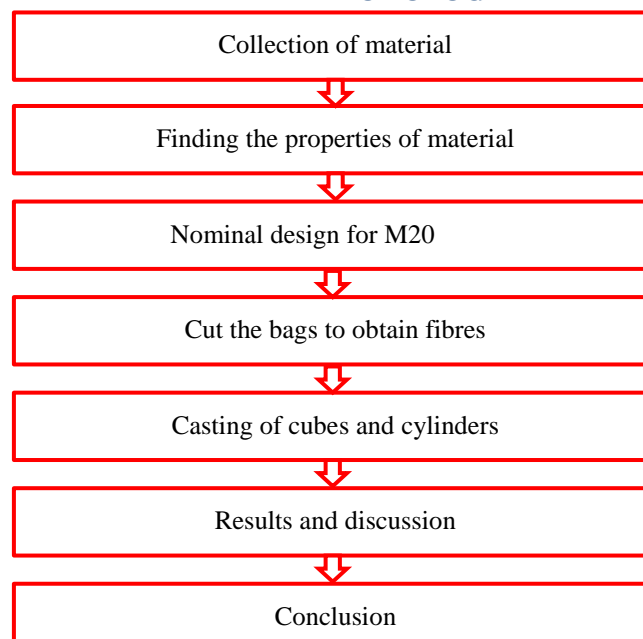 Collection of material
Finding the properties of material
Nominal design for M20
Cut the bags to obtain fibres
Casting of cubes and cylinders
Results and discussion
Conclusion